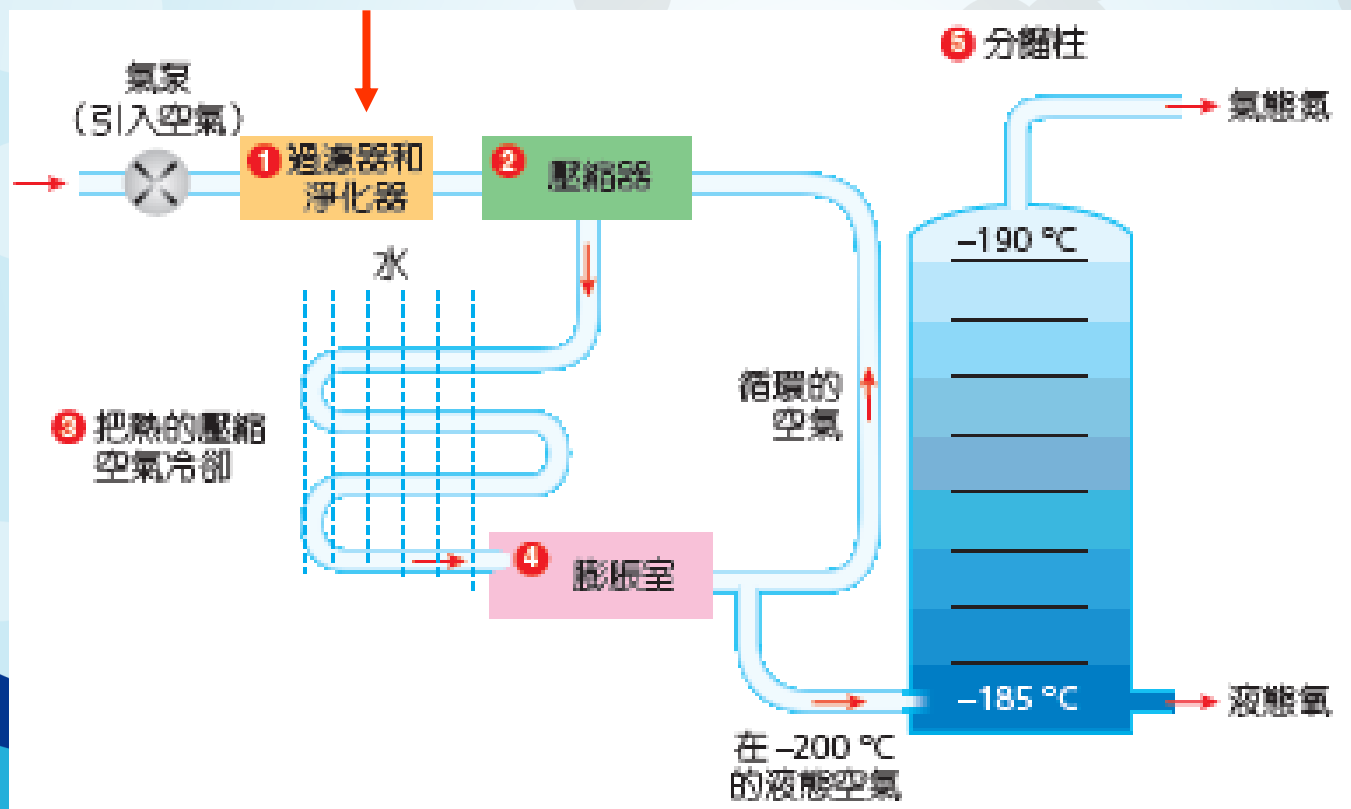 氣泵
(引入空氣)
❶ 過濾器和
淨化器
❷ 壓縮器
水
❸ 把熱的壓縮
空氣冷卻
❹ 膨脹室
循環的
空氣
在 –200 °C
的液態空氣
❺ 分餾柱
–190 °C
–185 °C
氣態氮
液態氧